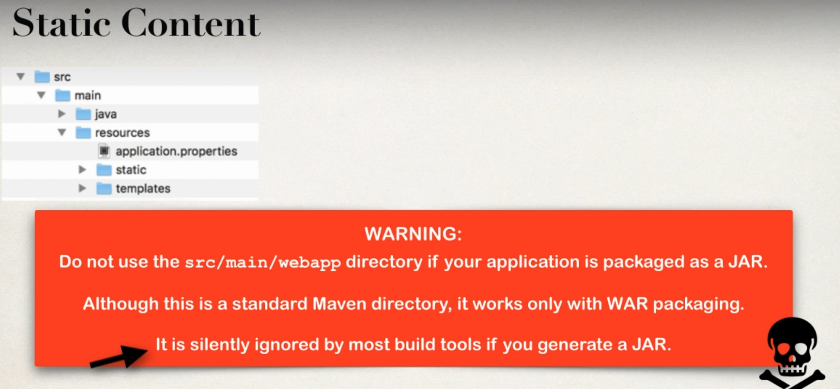 Static Content
src
main
java
resources
application.properties
static
templates
WARNING:
Do not use the src/main/webapp directory if your application is packaged as a JAR.
Although this is a standard Maven directory, it works only with WAR packaging.
It is silently ignored by most build tools if you generate a JAR.